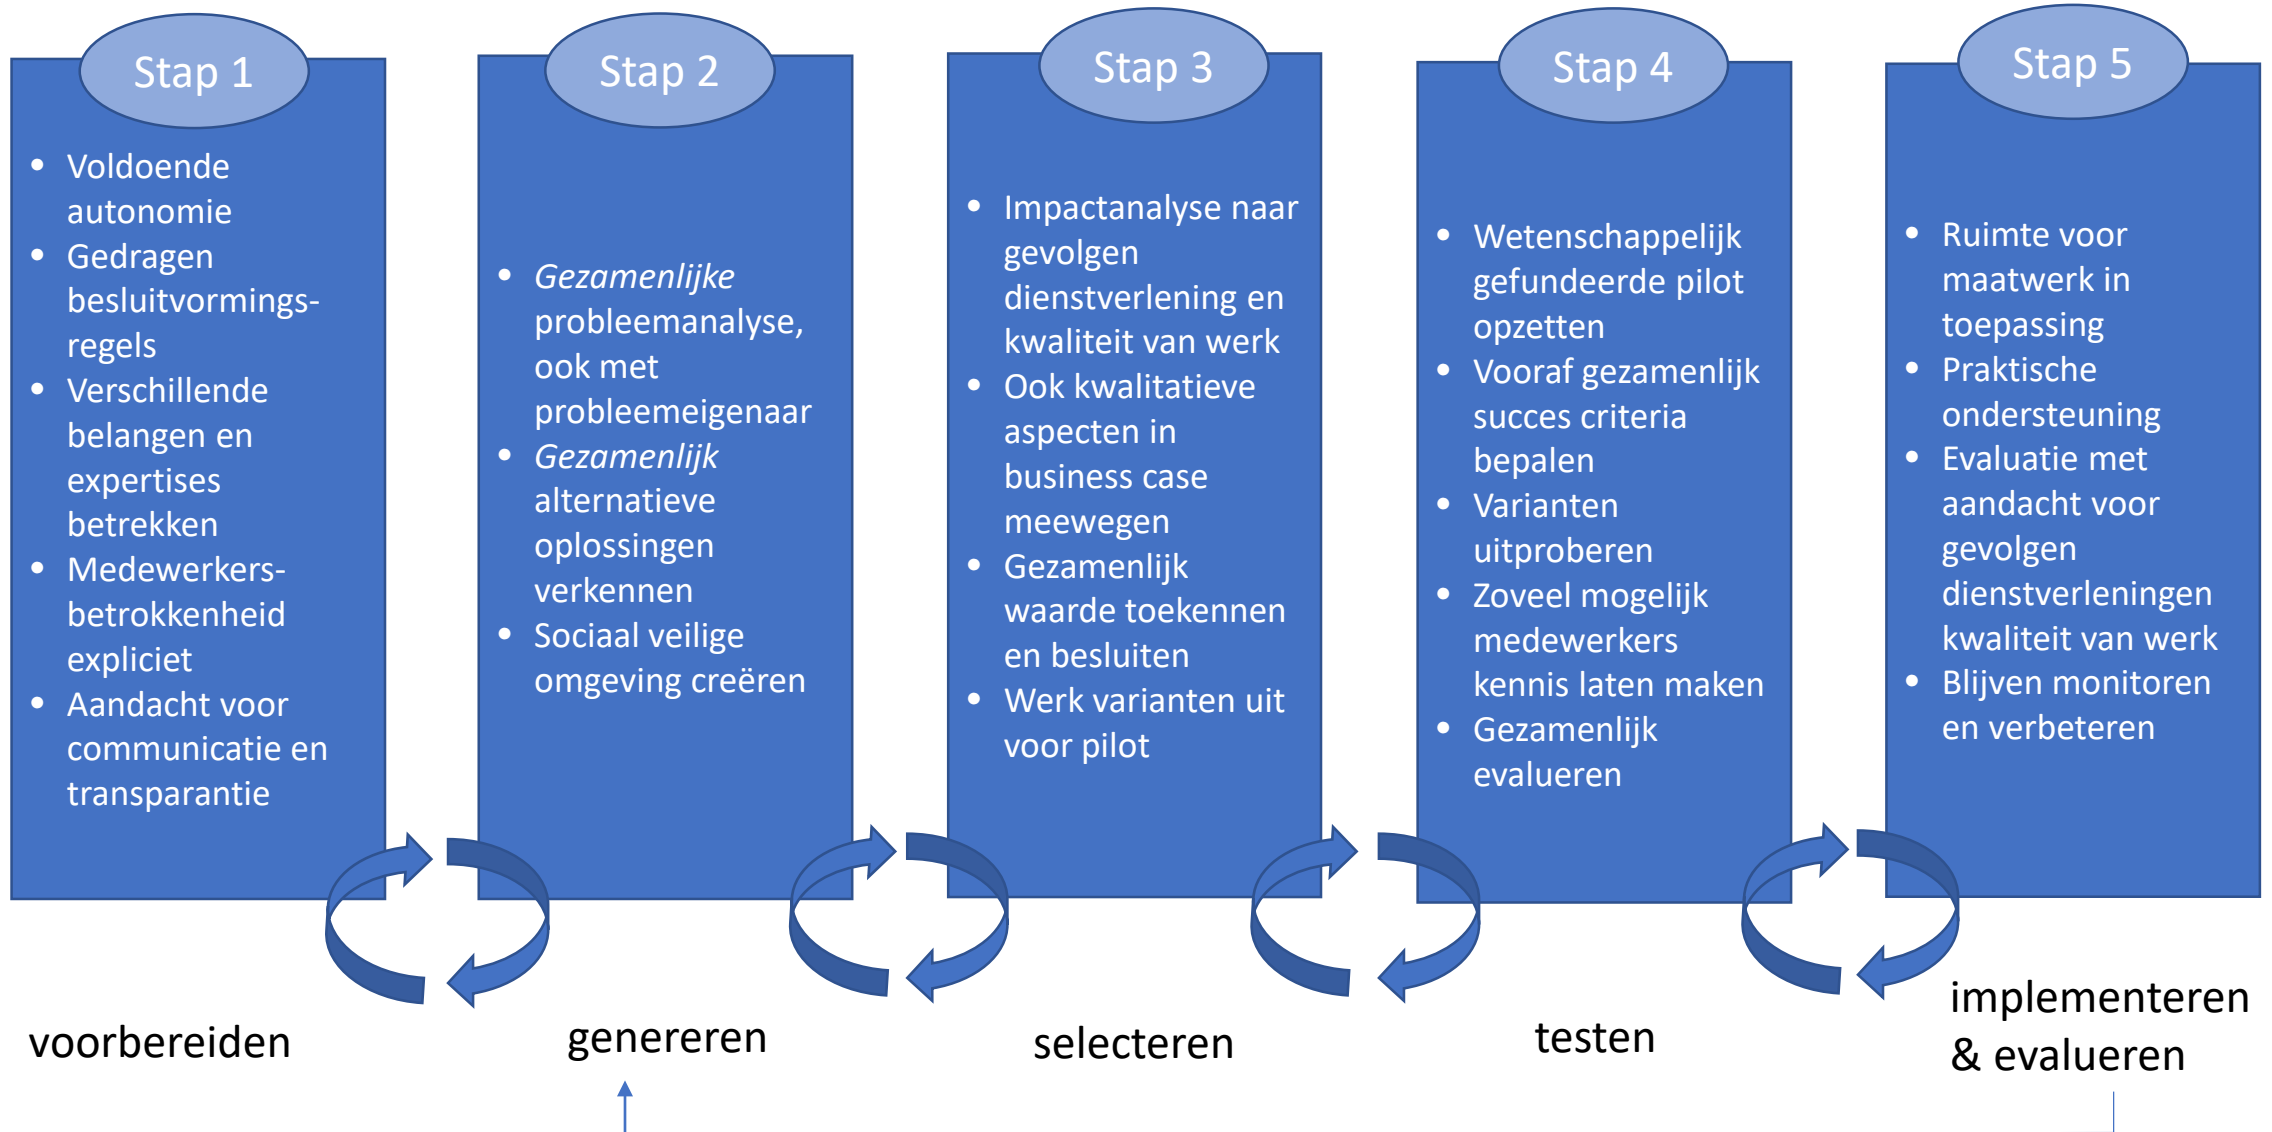 Stap 1
• Voldoende
autonomie
• Gedragen
besluitvormings-
regels
• Verschillende
belangen en
expertises
betrekken
• Medewerkers-
betrokkenheid
expliciet
• Aandacht voor
communicatie en
transparantie
voorbereiden
Stap 2
• Gezamenlijke
probleemanalyse,
ook met
probleemeigenaar
• Gezamenlijk
alternatieve
oplossingen
verkennen
• Sociaal veilige
omgeving creëren
genereren
Stap 3
• Impactanalyse naar
gevolgen
dienstverlening en
kwaliteit van werk
• Ook kwalitatieve
aspecten in
business case
meewegen
• Gezamenlijk
waarde toekennen
en besluiten
• Werk varianten uit
voor pilot
selecteren
Stap 4
• Wetenschappelijk
gefundeerde pilot
opzetten
• Vooraf gezamenlijk
succes criteria
bepalen
• Varianten
uitproberen
• Zoveel mogelijk
medewerkers
kennis laten maken
• Gezamenlijk
evalueren
testen
Stap 5
• Ruimte voor
maatwerk in
toepassing
• Praktische
ondersteuning
• Evaluatie met
aandacht voor
gevolgen
dienstverleningen
kwaliteit van werk
• Blijven monitoren
en verbeteren
implementeren
& evalueren